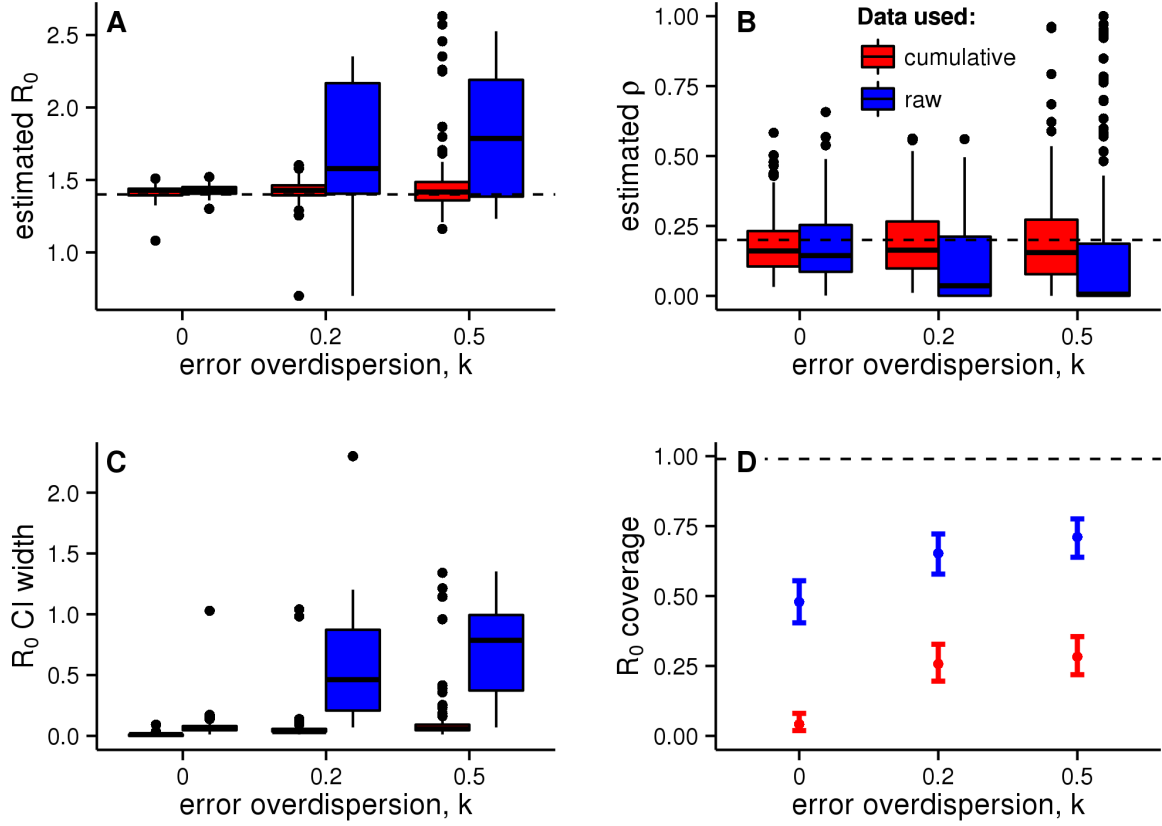 A
estimated R0
2.5
2.0
1.5
1.0
0
0.2
0.5
error overdispersion, k
B
Data used:
cumulative
raw
estimated ρ
1.00
0.75
0.50
0.25
0.00
0
0.2
0.5
error overdispersion, k
C
R0 CI width
2.0
1.5
1.0
0.5
0.0
0
0.2
0.5
error overdispersion, k
D
R0 coverage
1.00
0.75
0.50
0.25
0.00
0
0.2
0.5
error overdispersion, k